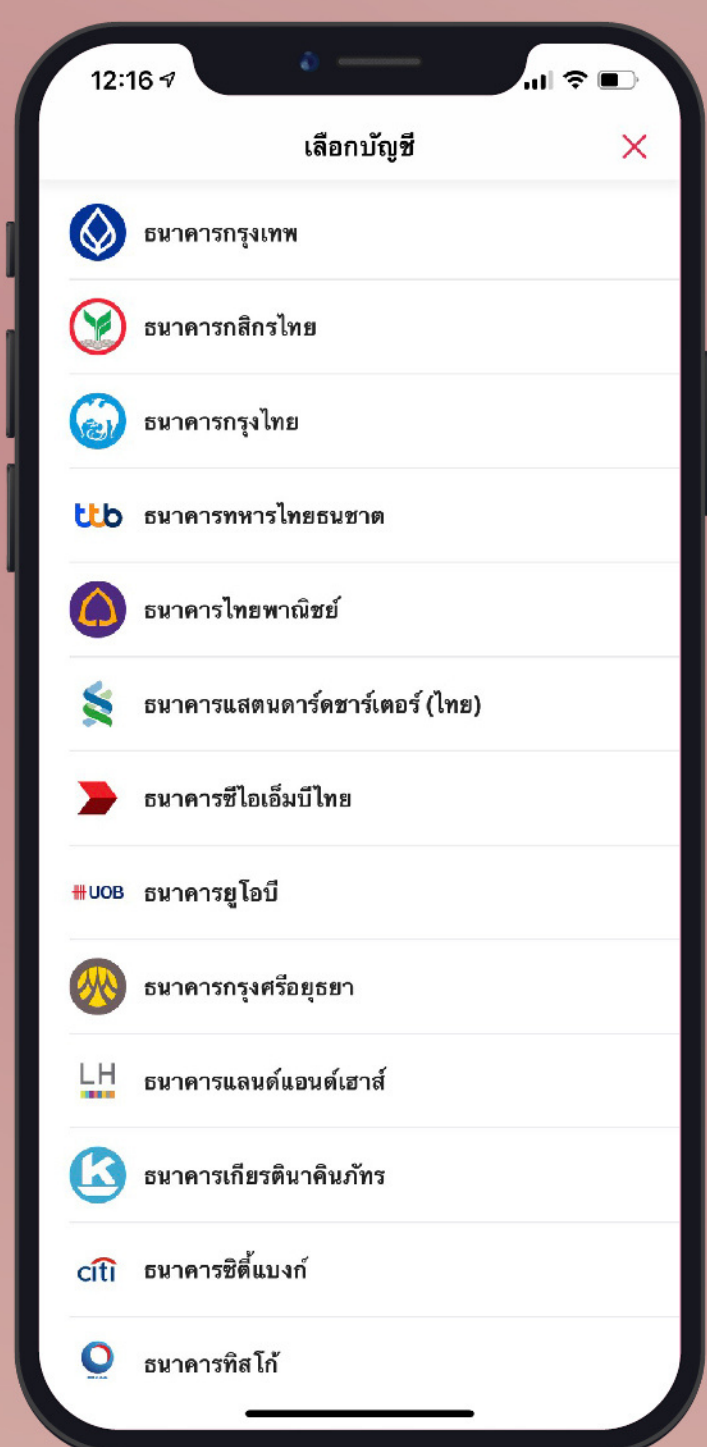 12:16
เลือกบัญชี
ธนาคารกรุงเทพ
ธนาคารกสิกรไทย
ธนาคารกรุงไทย
ttb ธนาคารทหารไทยธนชาต
ธนาคารไทยพาณิชย์
ธนาคารแสตนดาร์ดชาร์เตอร์ (ไทย)
ธนาคารซีไอเอ็มบีไทย
UOB ธนาคารยูโอบี
ธนาคารกรุงศรีอยุธยา
LH ธนาคารแลนด์แอนด์เฮาส์
K ธนาคารเกียรตินาคินภัทร
citi ธนาคารซิตี้แบงก์
ธนาคารทิสโก้